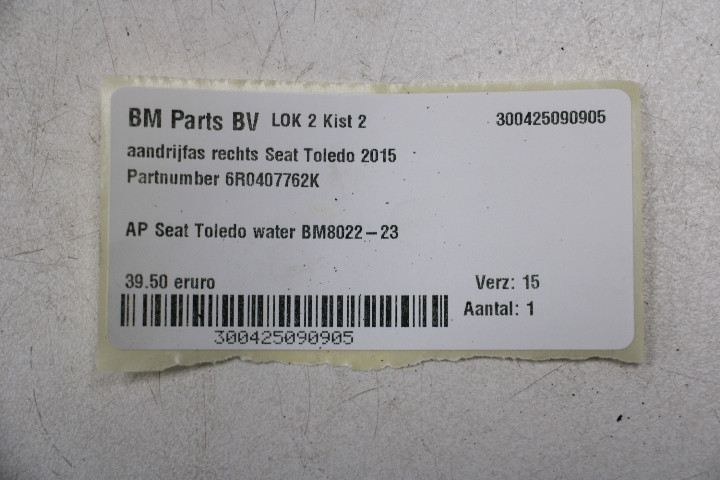 BM Parts BV LOK 2 Kist 2 300425090905
aandrijfas rechts Seat Toledo 2015
Partnumber 6R0407762K
AP Seat Toledo water BM8022-23
39.50 eruro Verz: 15
Aantal: 1
300425090905